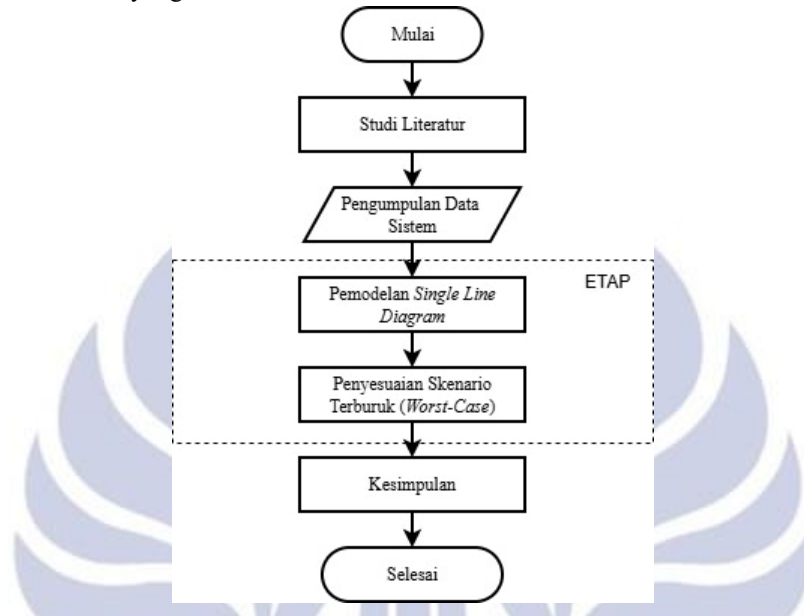 Mulai
Studi Literatur
Pengumpulan Data
Sistem
ETAP
Pemodelan Single Line
Diagram
Penyesuaian Skenario
Terburuk (Worst-Case)
Kesimpulan
Selesai